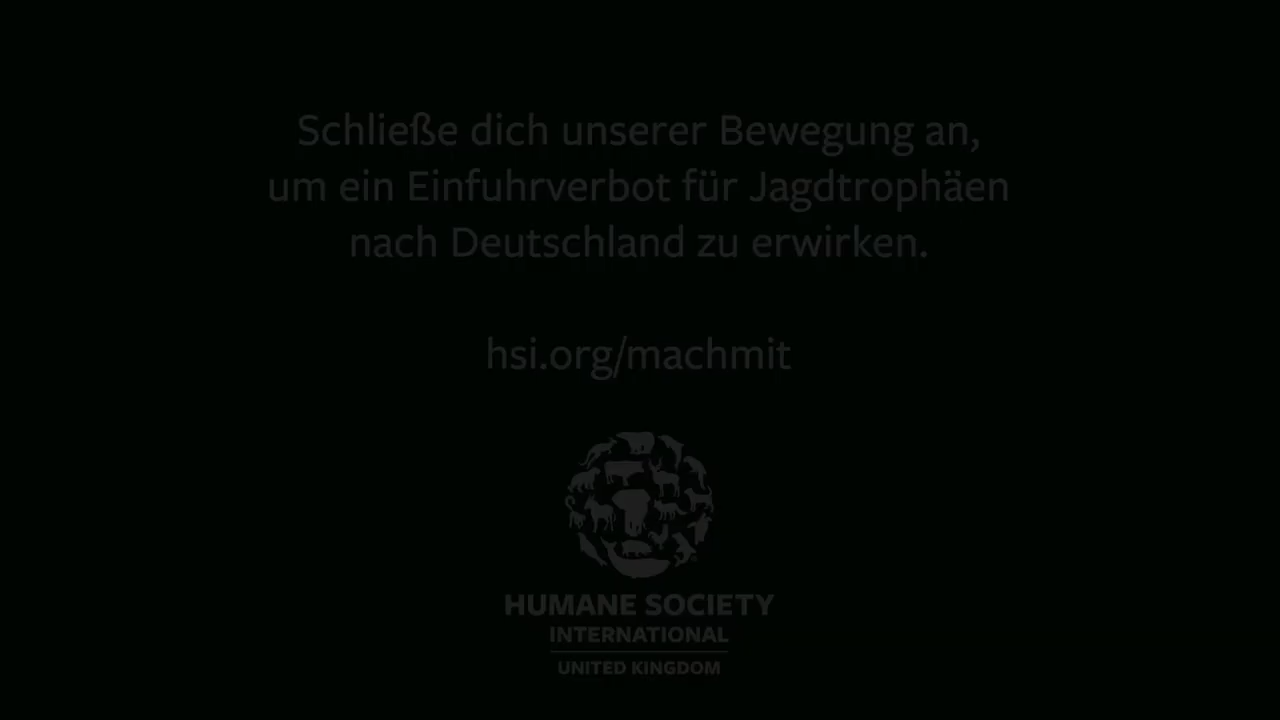 Schließe dich unserer Bewegung an,
um ein Einfuhrverbot für Jagdtrophäen
nach Deutschland zu erwirken.
hsi.org/machmit
HUMANE SOCIETY
INTERNATIONAL
UNITED KINGDOM